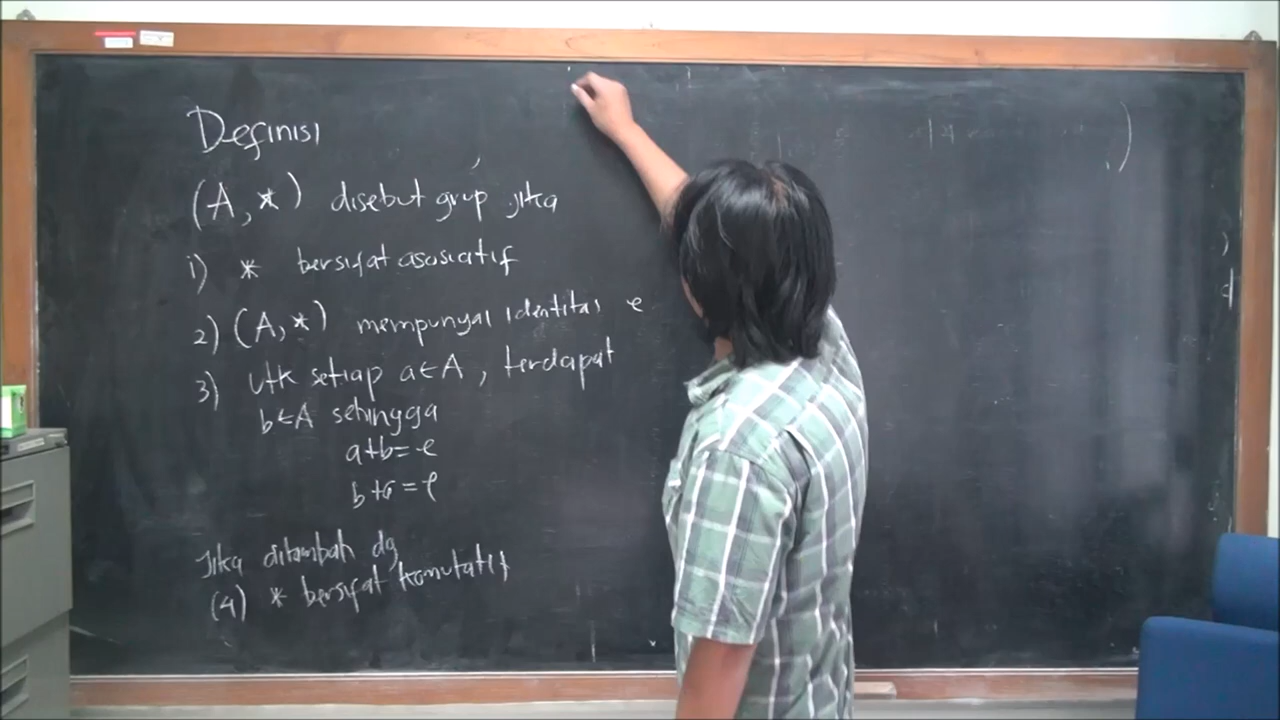 Definisi
(A, *) disebut grup jika
1) * bersifat asosiatif
2) (A, *) mempunyai identitas e
3) Utk setiap a∈A, terdapat
b∈A sehingga
a*b=e
b*a=e
Jika ditambah dg
(4) * bersifat komutatif